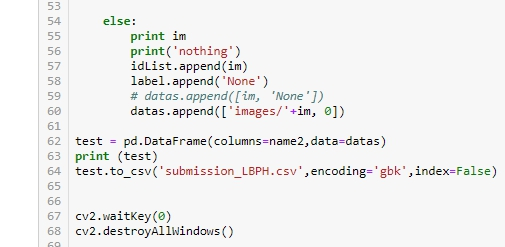 53
54 else:
55 print im
56 print('nothing')
57 idList.append(im)
58 label.append('None')
59 # datas.append([im, 'None'])
60 datas.append(['images/'+im, 0])
61
62 test = pd.DataFrame(columns=name2,data=datas)
63 print (test)
64 test.to_csv('submission_LBPH.csv',encoding='gbk',index=False)
65
66
67 cv2.waitKey(0)
68 cv2.destroyAllWindows()
69